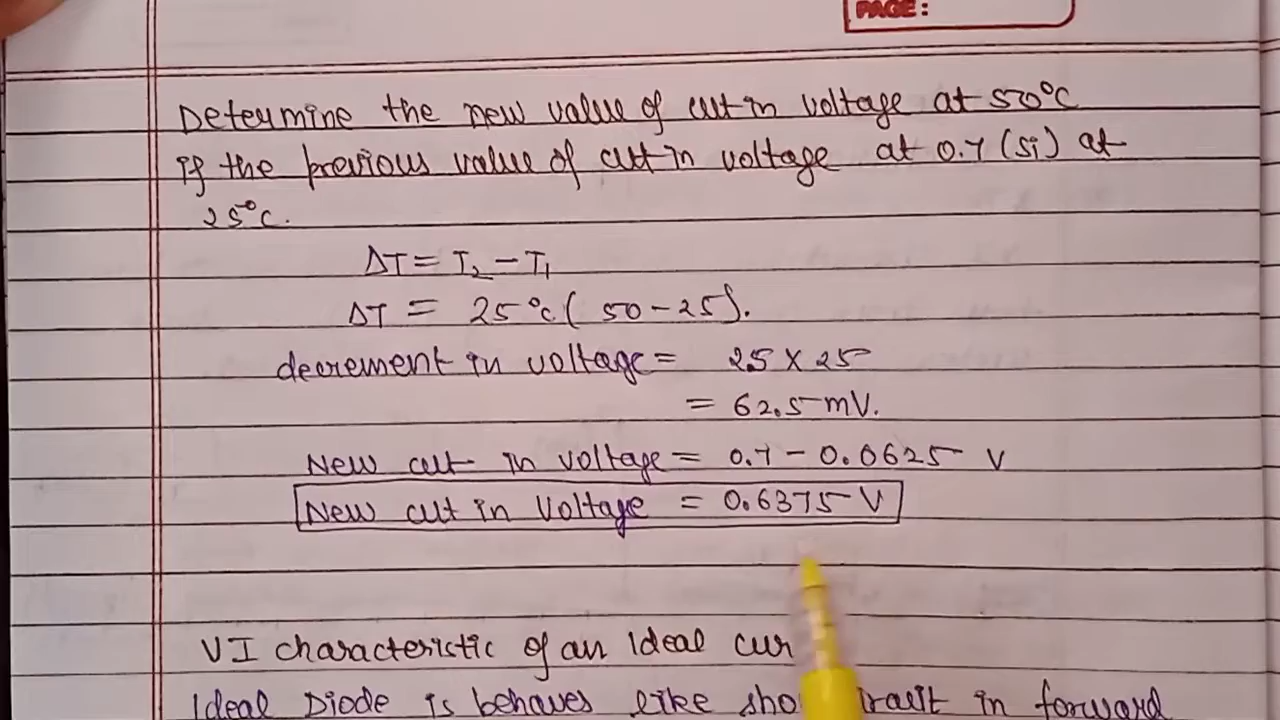 PAGE:
Determine the new value of cut in voltage at 50°C
if the previous value of cut in voltage at 0.7 (Si) at
25°C.
ΔT = T₂ - T₁
ΔT = 25°C ( 50 - 25).
decrement in voltage = 2.5 X 25
= 62.5 mV.
New cut in voltage = 0.7 - 0.0625 V
New cut in Voltage = 0.6375 V
VI characteristic of an Ideal cur
Ideal Diode is behaves like sho in forward